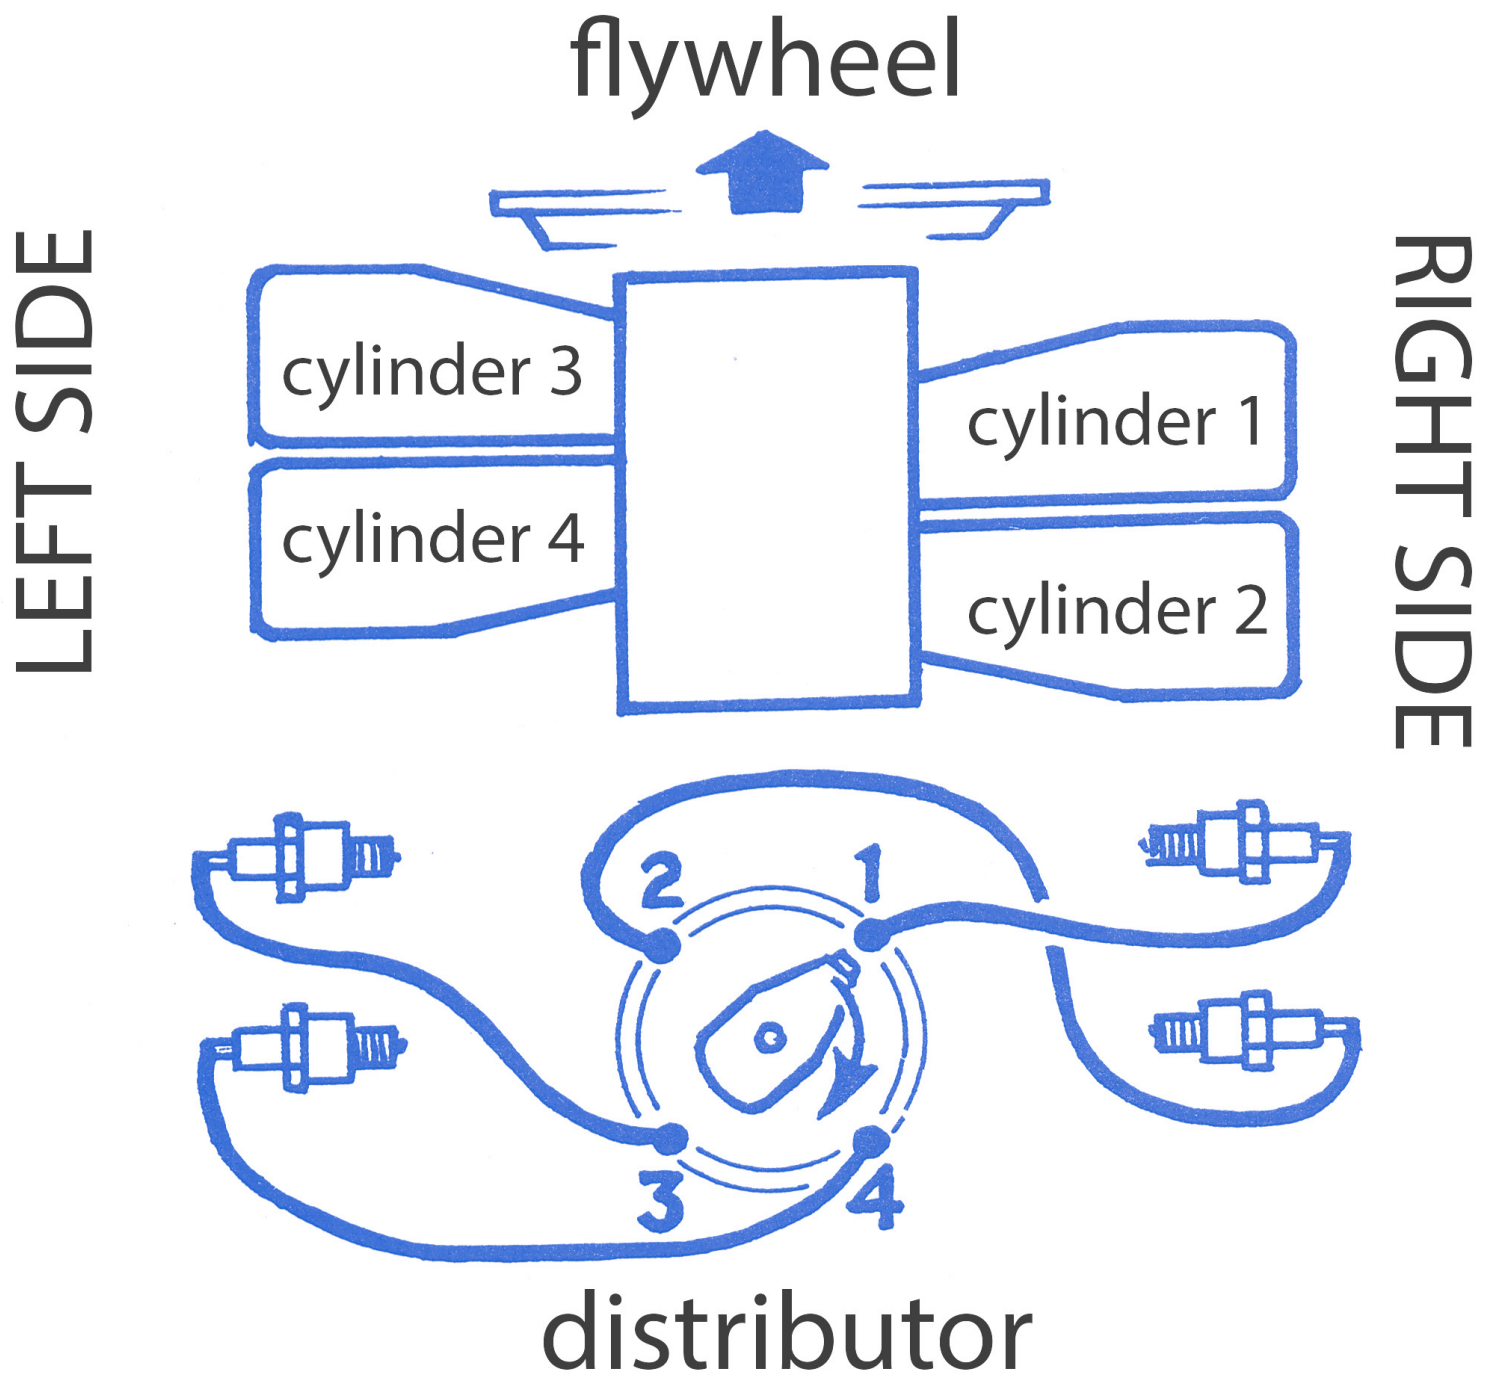 flywheel
LEFT SIDE
RIGHT SIDE
cylinder 3
cylinder 1
cylinder 4
cylinder 2
2
1
3
4
distributor